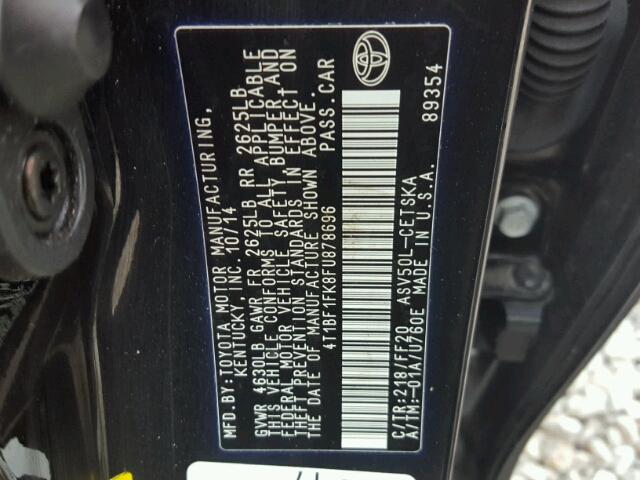 MFD.BY:TOYOTA MOTOR MANUFACTURING,
KENTUCKY, INC. 10/14
GVWR 4630LB GAWR FR 2625LB RR 2625LB
THIS VEHICLE CONFORMS TO ALL APPLICABLE
FEDERAL MOTOR VEHICLE SAFETY, BUMPER, AND
THEFT PREVENTION STANDARDS IN EFFECT ON
THE DATE OF MANUFACTURE SHOWN ABOVE.
4T1BF1FK8FU878696 PASS.CAR
C/TR:218/FF20 ASV50L-CETSKA
A/TM:-01A/U760E MADE IN U.S.A.
89354